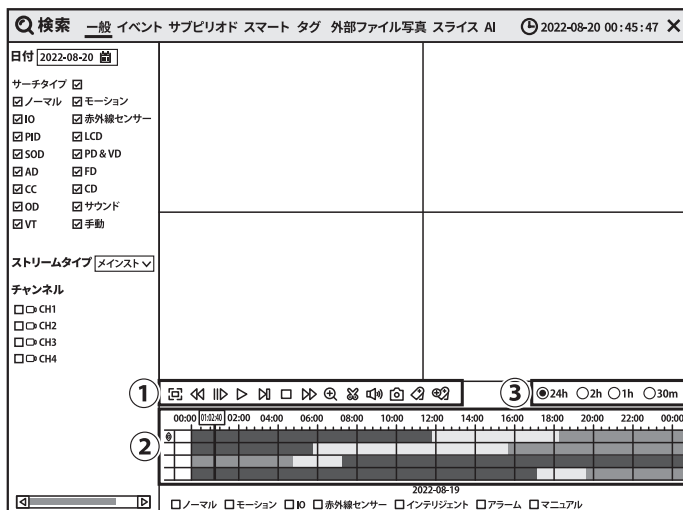 検索 一般 イベント サブピリオド スマート タグ 外部ファイル写真 スライス AI 2022-08-20 00:45:47 ×
日付 2022-08-20
サーチタイプ
ノーマル モーション
IO 赤外線センサー
PID LCD
SOD PD & VD
AD FD
CC CD
OD サウンド
VT 手動
ストリームタイプ メインスト
チャンネル
CH1
CH2
CH3
CH4
① ③ 24h 2h 1h 30m
00:00 01:02:40 02:00 04:00 06:00 08:00 10:00 12:00 14:00 16:00 18:00 20:00 22:00 00:00
②
2022-08-19
ノーマル モーション IO 赤外線センサー インテリジェント アラーム マニュアル